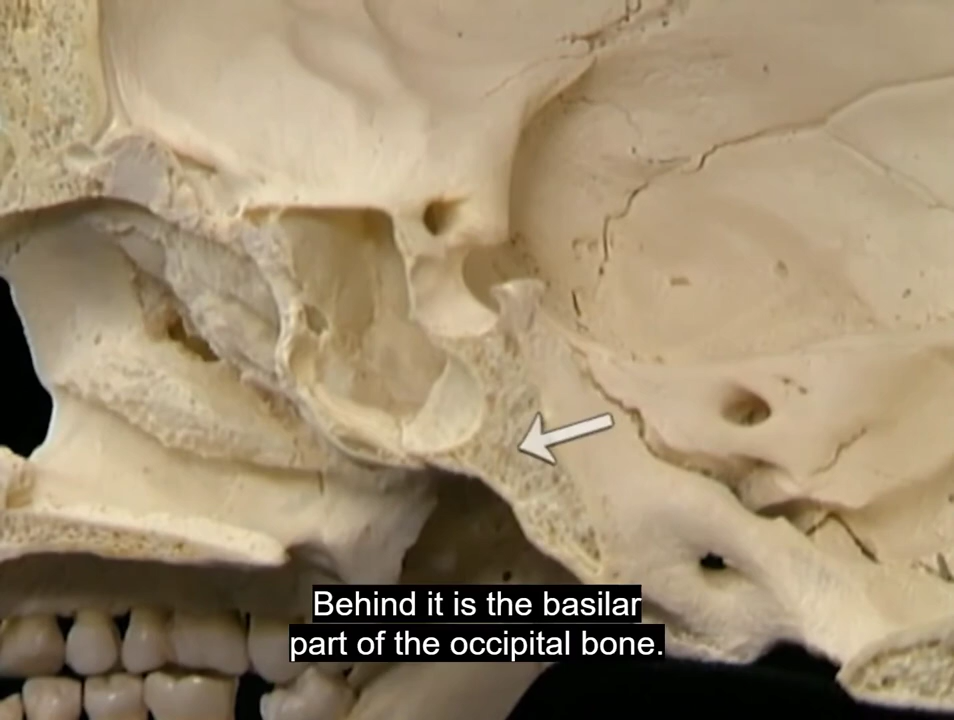 Behind it is the basilar
part of the occipital bone.